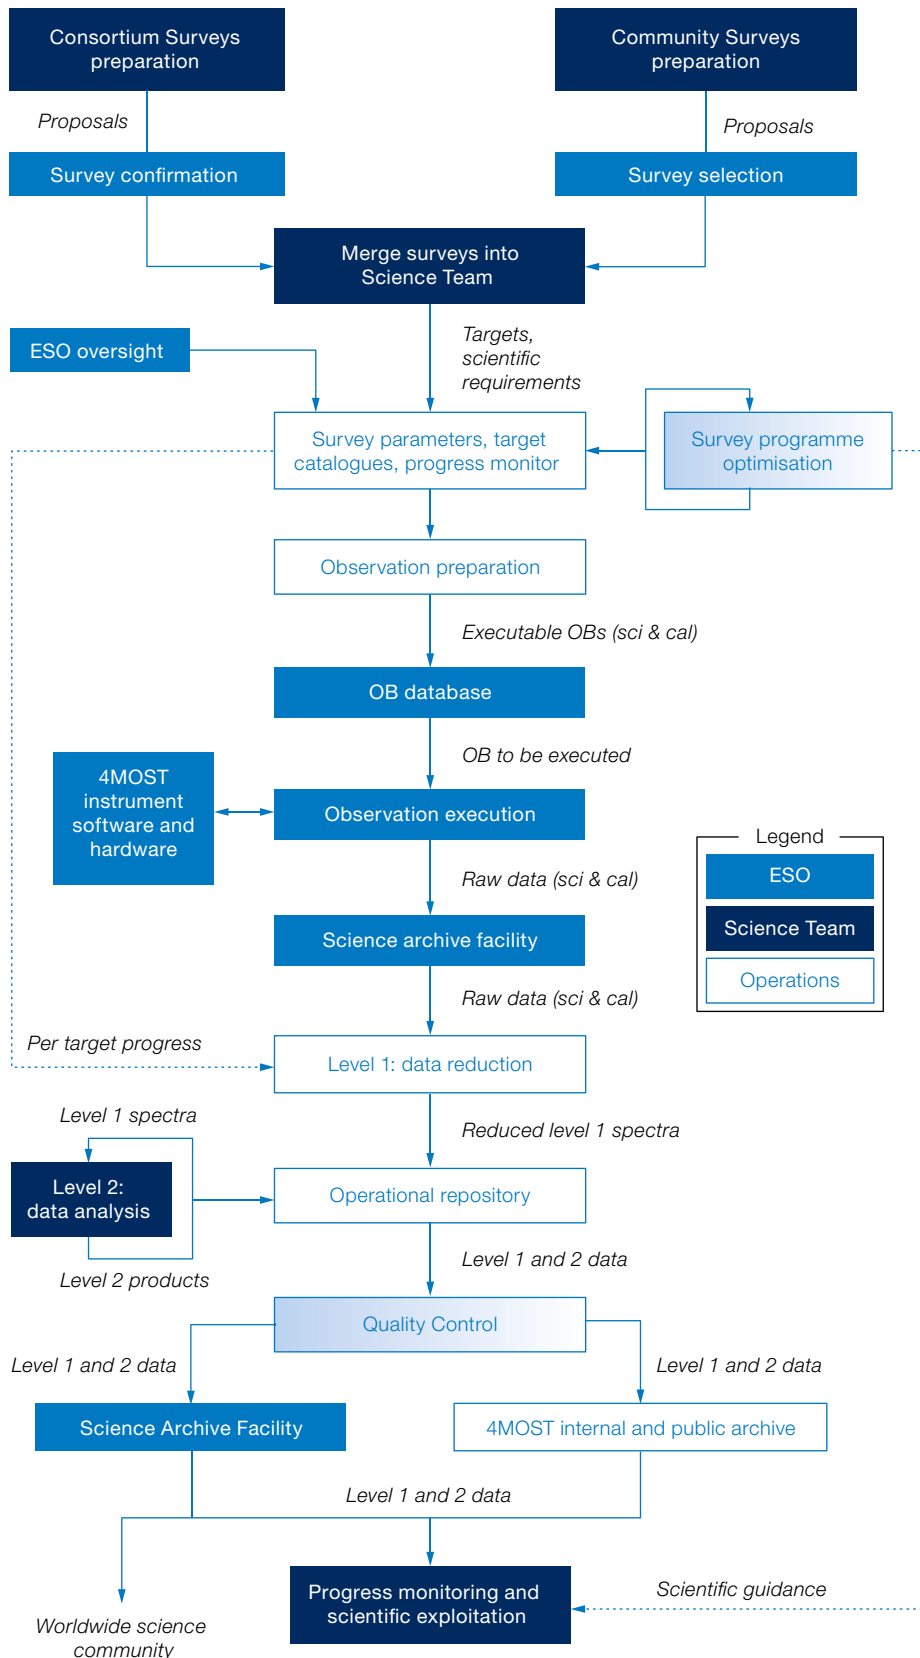 Consortium Surveys
preparation
Community Surveys
preparation
Proposals
Proposals
Survey confirmation
Survey selection
Merge surveys into
Science Team
ESO oversight
Targets,
scientific
requirements
Survey parameters, target
catalogues, progress monitor
Survey programme
optimisation
Observation preparation
Executable OBs (sci & cal)
OB database
OB to be executed
4MOST
instrument
software and
hardware
Observation execution
Legend
ESO
Science Team
Operations
Raw data (sci & cal)
Science archive facility
Raw data (sci & cal)
Per target progress
Level 1: data reduction
Level 1 spectra
Reduced level 1 spectra
Level 2:
data analysis
Operational repository
Level 2 products
Level 1 and 2 data
Quality Control
Level 1 and 2 data
Level 1 and 2 data
Science Archive Facility
4MOST internal and public archive
Level 1 and 2 data
Progress monitoring and
scientific exploitation
Scientific guidance
Worldwide science
community